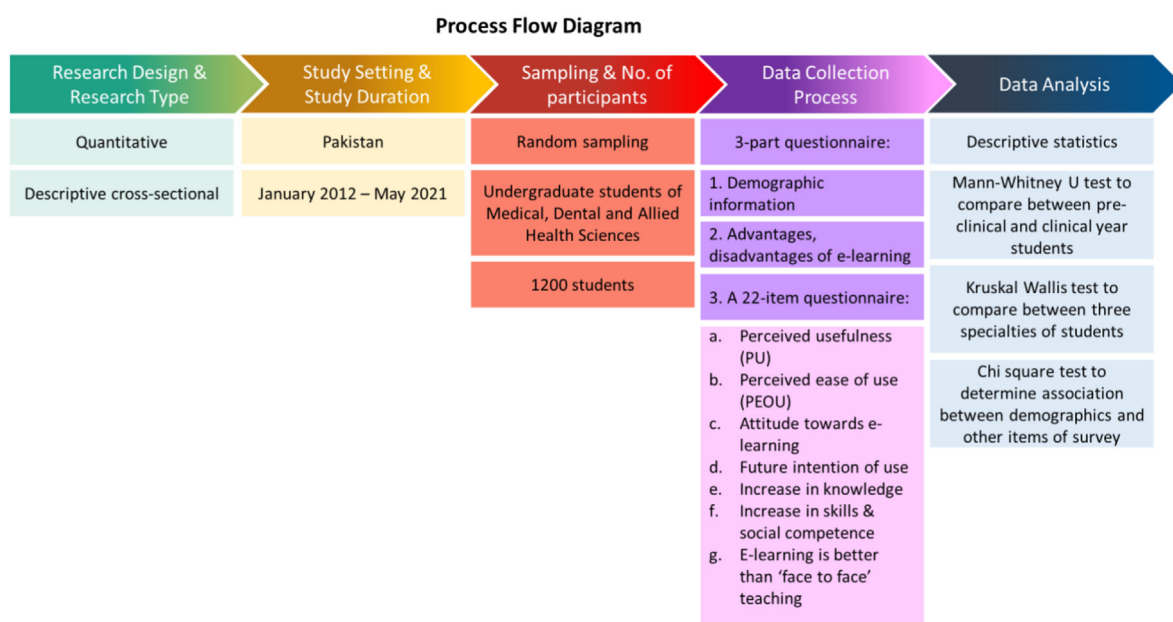 Process Flow Diagram
Research Design &
Research Type
Quantitative
Descriptive cross-sectional
Study Setting &
Study Duration
Pakistan
January 2012 – May 2021
Sampling & No. of
participants
Random sampling
Undergraduate students of
Medical, Dental and Allied
Health Sciences
1200 students
Data Collection
Process
3-part questionnaire:
1. Demographic
information
2. Advantages,
disadvantages of e-learning
3. A 22-item questionnaire:
a. Perceived usefulness
(PU)
b. Perceived ease of use
(PEOU)
c. Attitude towards e-
learning
d. Future intention of use
e. Increase in knowledge
f. Increase in skills &
social competence
g. E-learning is better
than ‘face to face’
teaching
Data Analysis
Descriptive statistics
Mann-Whitney U test to
compare between pre-
clinical and clinical year
students
Kruskal Wallis test to
compare between three
specialties of students
Chi square test to
determine association
between demographics and
other items of survey